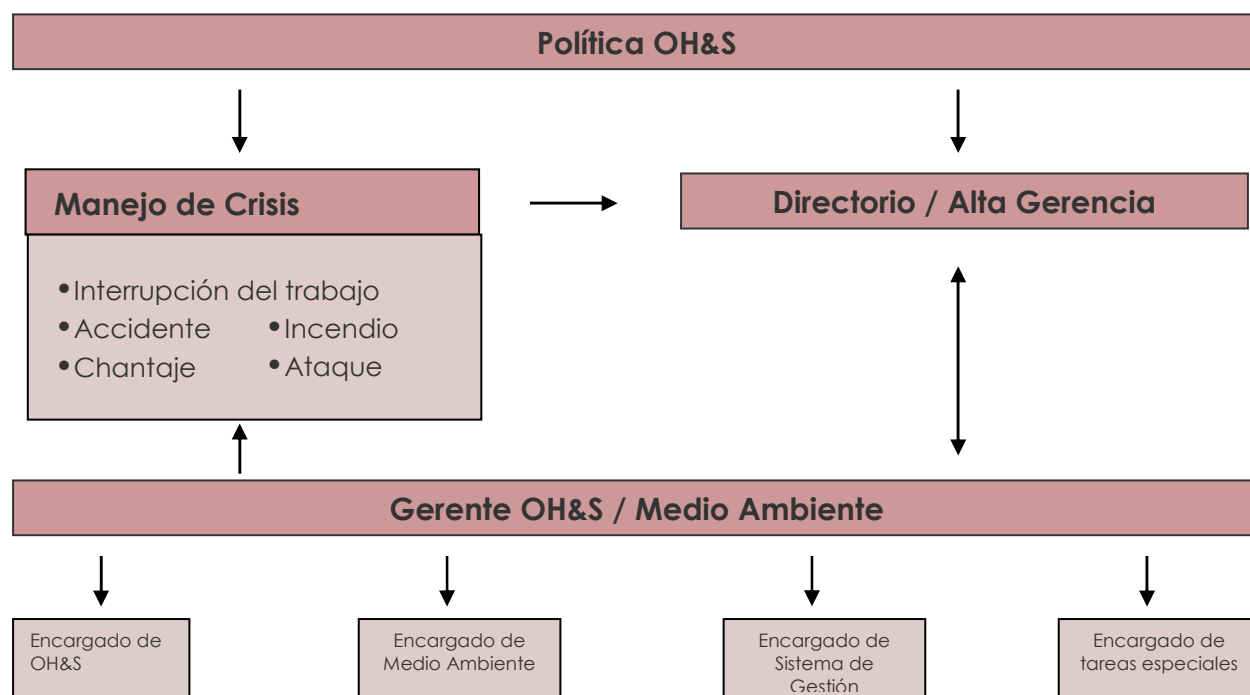 Política OH&S
Manejo de Crisis
Directorio / Alta Gerencia
•Interrupción del trabajo
•Accidente •Incendio
•Chantaje •Ataque
Gerente OH&S / Medio Ambiente
Encargado de
OH&S
Encargado de
Medio Ambiente
Encargado de
Sistema de
Gestión
Encargado de
tareas especiales